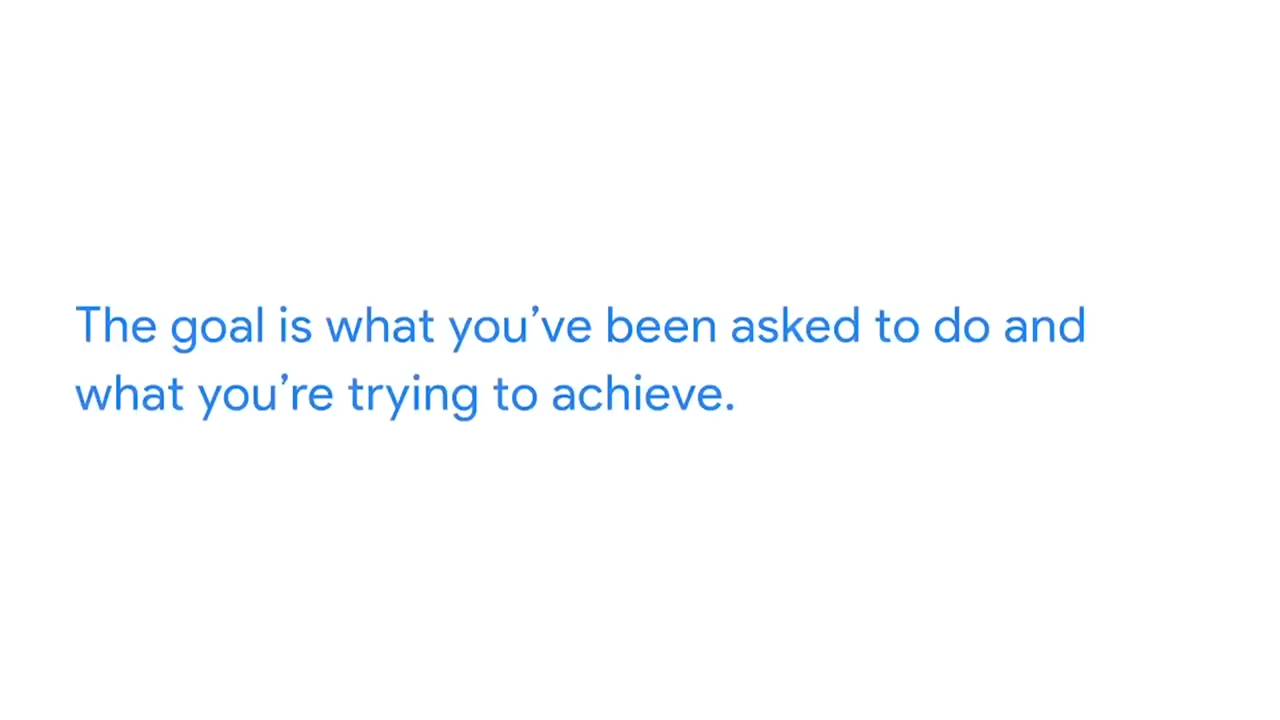 The goal is what you’ve been asked to do and
what you’re trying to achieve.